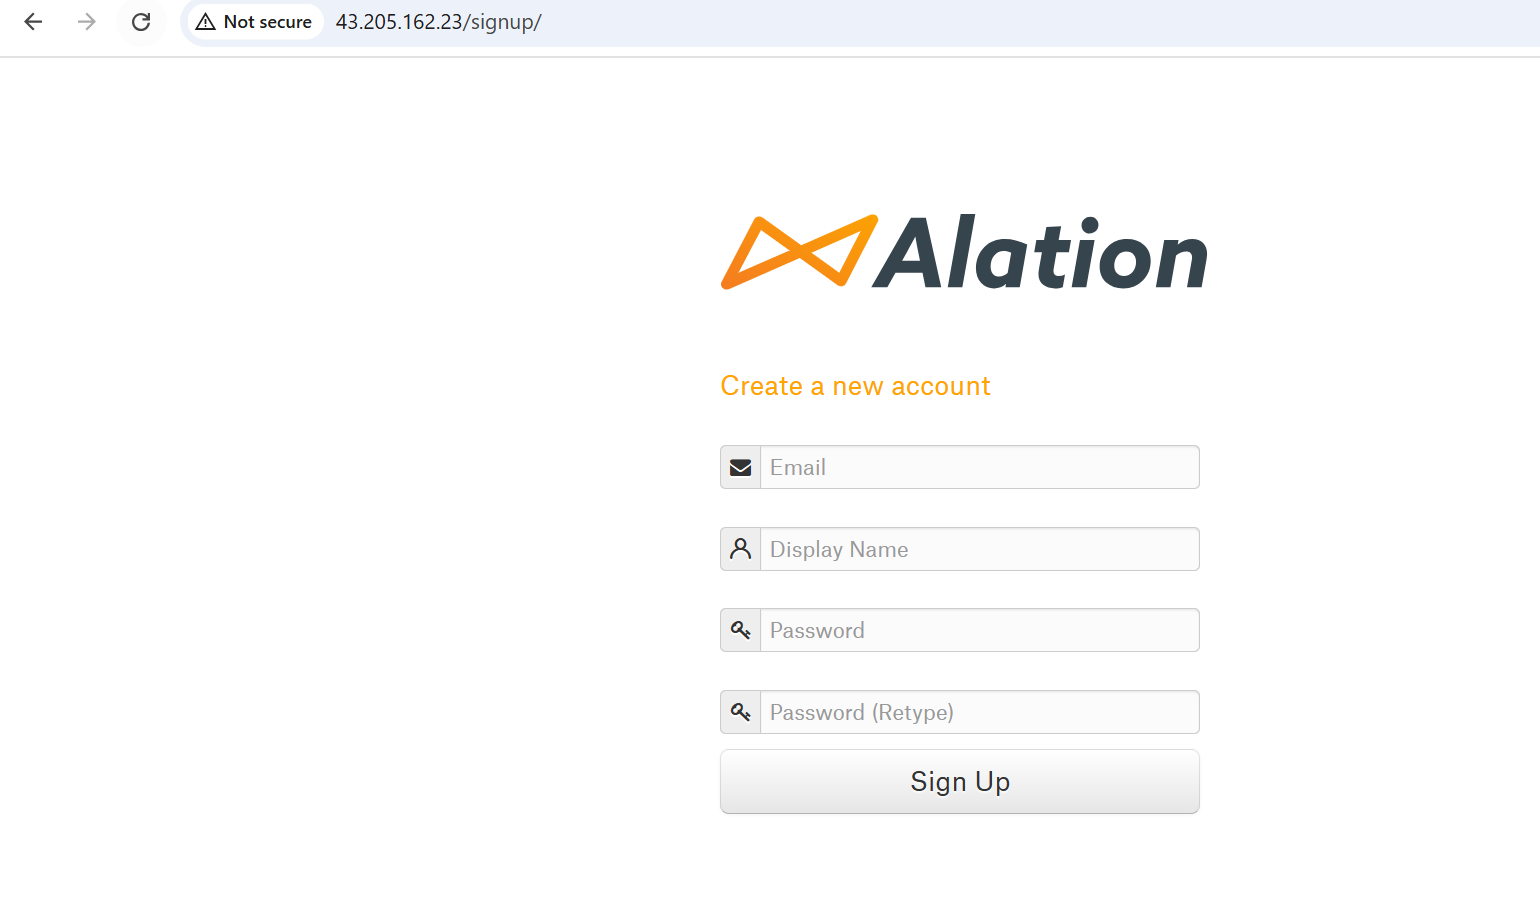 Not secure 43.205.162.23/signup/
Alation
Create a new account
Email
Display Name
Password
Password (Retype)
Sign Up